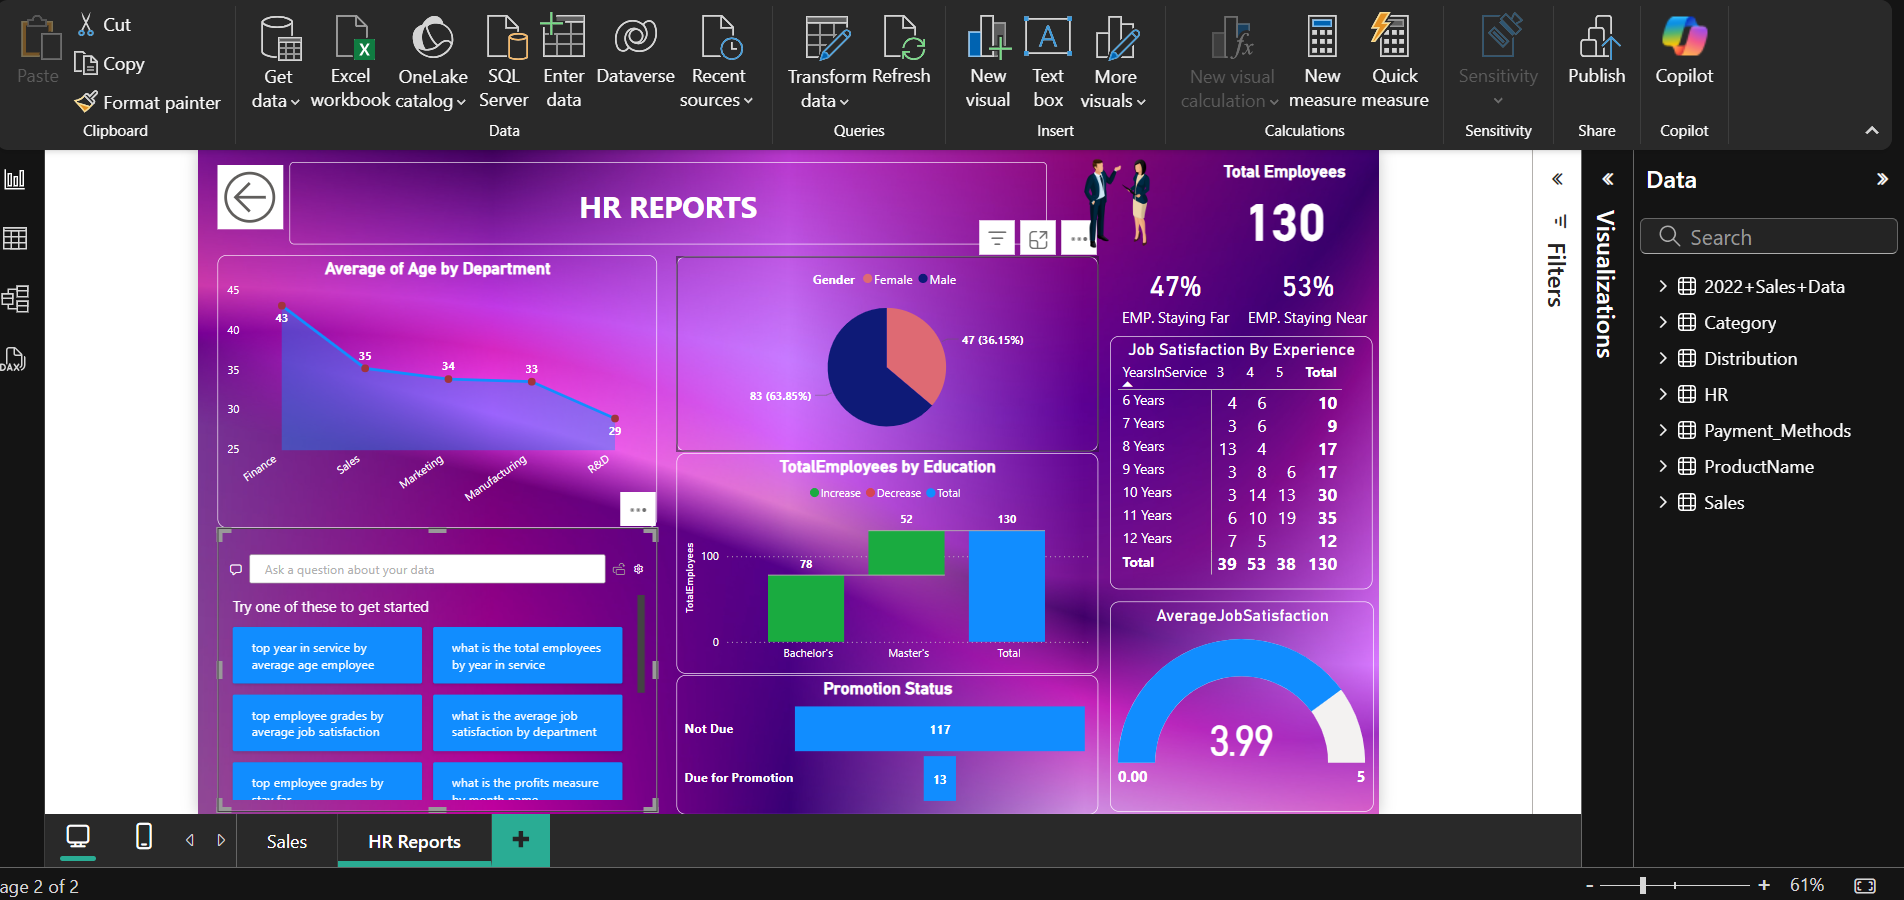 Paste
Cut
Copy
Format painter
Clipboard
Get data
Excel workbook
OneLake catalog
SQL Server
Enter data
Dataverse
Recent sources
Data
Transform data
Refresh
Queries
New visual
Text box
More visuals
Insert
New visual calculation
New measure
Quick measure
Calculations
Sensitivity
Sensitivity
Publish
Share
Copilot
Copilot
HR REPORTS
Total Employees
130
47%
EMP. Staying Far
53%
EMP. Staying Near
Average of Age by Department
45
40
35
30
25
43
35
34
33
29
Finance
Sales
Marketing
Manufacturing
R&D
Gender Female Male
47 (36.15%)
83 (63.85%)
Job Satisfaction By Experience
YearsInService 3 4 5 Total
6 Years 4 6 10
7 Years 3 6 9
8 Years 13 4 17
9 Years 3 8 6 17
10 Years 3 14 13 30
11 Years 6 10 19 35
12 Years 7 5 12
Total 39 53 38 130
Ask a question about your data
Try one of these to get started
top year in service by
average age employee
what is the total employees
by year in service
top employee grades by
average job satisfaction
what is the average job
satisfaction by department
top employee grades by
stay far
what is the profits measure
by month name
TotalEmployees by Education
Increase Decrease Total
TotalEmployees
100
0
78
52
130
Bachelor's
Master's
Total
Promotion Status
Not Due 117
Due for Promotion 13
AverageJobSatisfaction
3.99
0.00
5
Filters
Visualizations
Data
Search
2022+Sales+Data
Category
Distribution
HR
Payment_Methods
ProductName
Sales
DAX
Sales
HR Reports
age 2 of 2
- + 61%